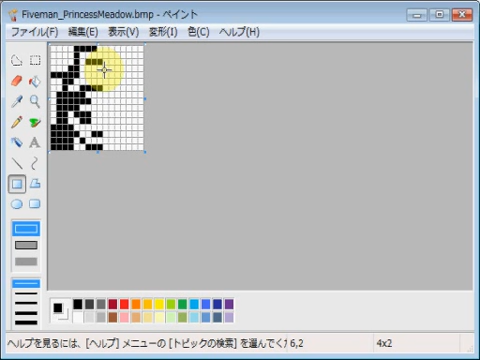 Fiveman_PrincessMeadow.bmp - ペイント
ファイル(F) 編集(E) 表示(V) 変形(I) 色(C) ヘルプ(H)
A
ヘルプを見るには、[ヘルプ] メニューの [トピックの検索] を選んでく 6,2 4x2